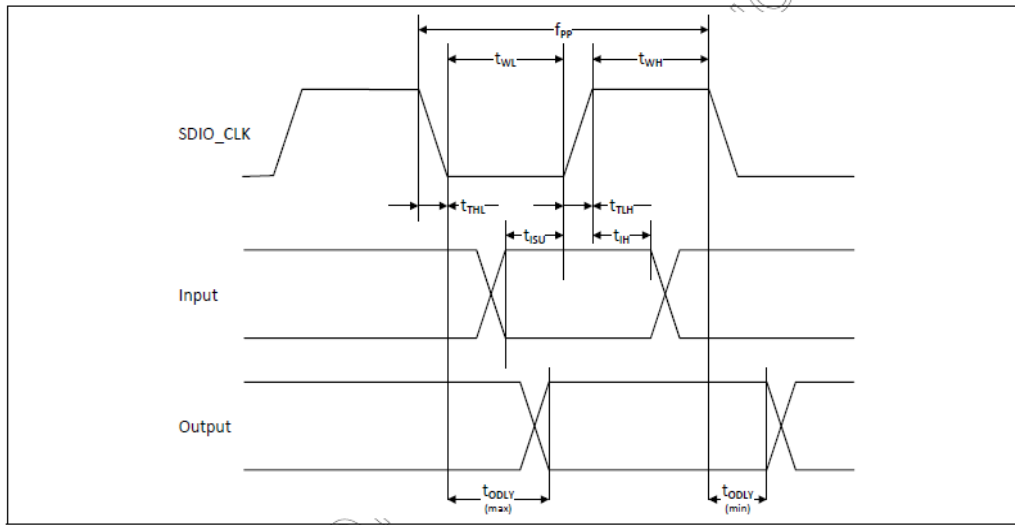 fPP
tWL
tWH
SDIO_CLK
tTHL
tTLH
tISU
tIH
Input
Output
tODLY
(max)
tODLY
(min)